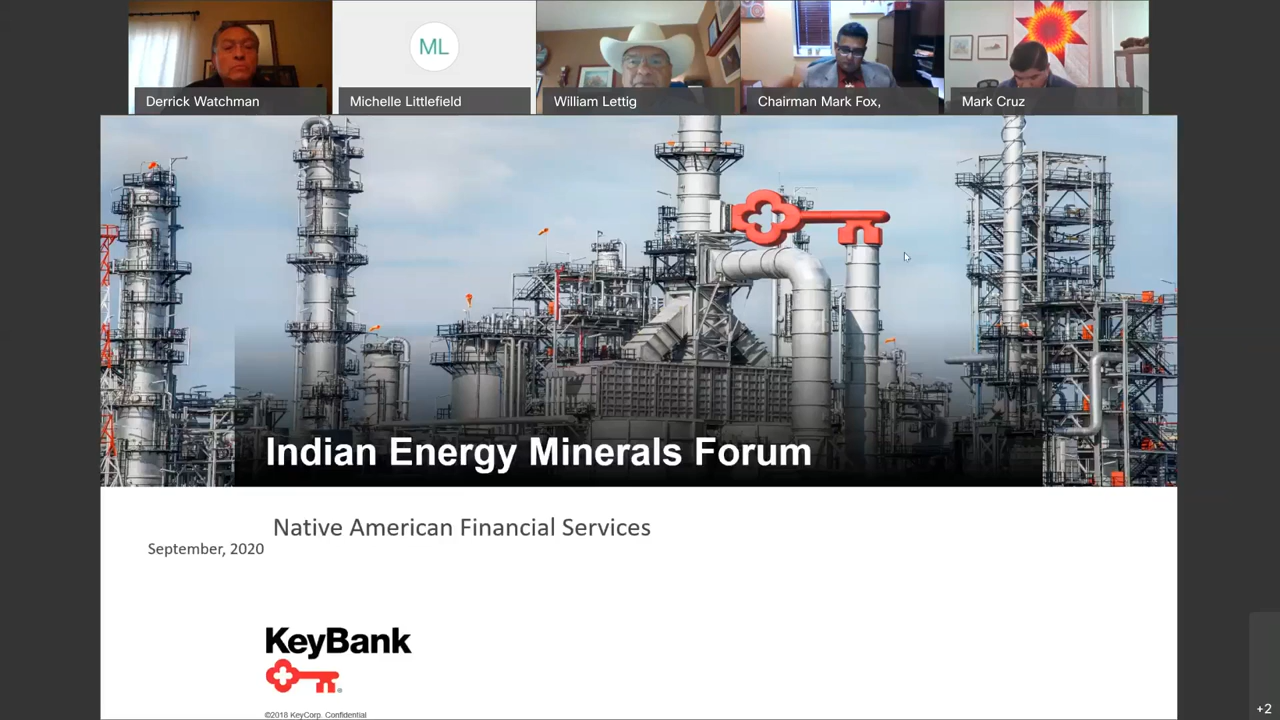 Derrick Watchman
ML
Michelle Littlefield
William Lettig
Chairman Mark Fox,
Mark Cruz
Indian Energy Minerals Forum
Native American Financial Services
September, 2020
KeyBank
©2018 KeyCorp. Confidential
+2